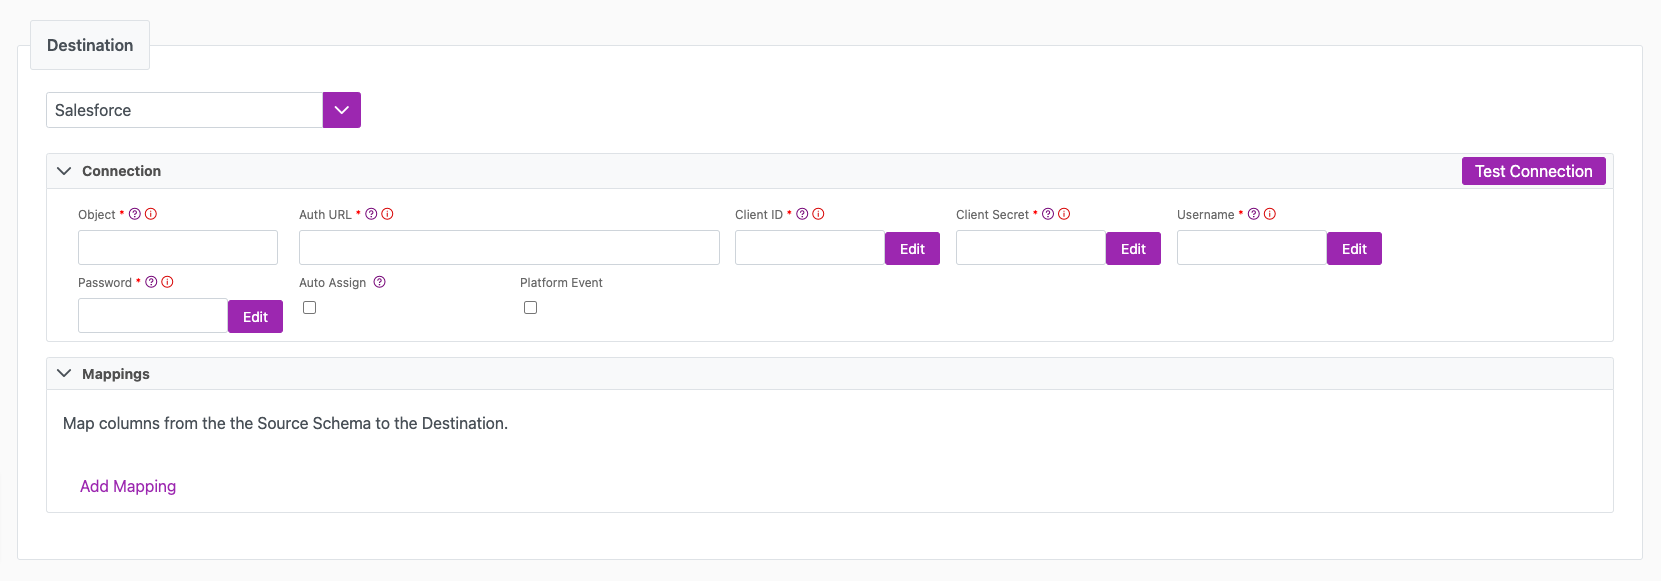 Destination
Salesforce
Connection
Test Connection
Object *
Auth URL *
Client ID *
Edit
Client Secret *
Edit
Username *
Edit
Password *
Edit
Auto Assign
Platform Event
Mappings
Map columns from the the Source Schema to the Destination.
Add Mapping